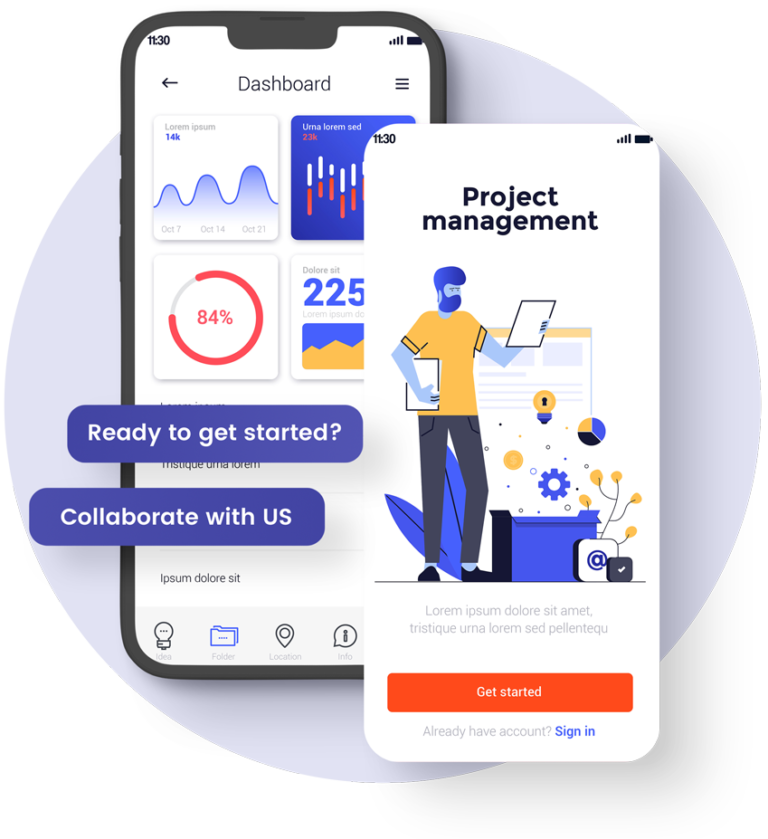 11:30
Dashboard
Lorem ipsum
14k
Oct 7 Oct 14 Oct 21
Urna lorem sed
23k
84%
Dolore sit
225
Lorem ipsum
Lorem ipsum
Ready to get started?
Tristique urna lorem
Collaborate with US
Ipsum dolore sit
Idea Folder Location Info
11:30
Project
management
@
Lorem ipsum dolore sit amet,
tristique urna lorem sed pellentequ
Get started
Already have account? Sign in